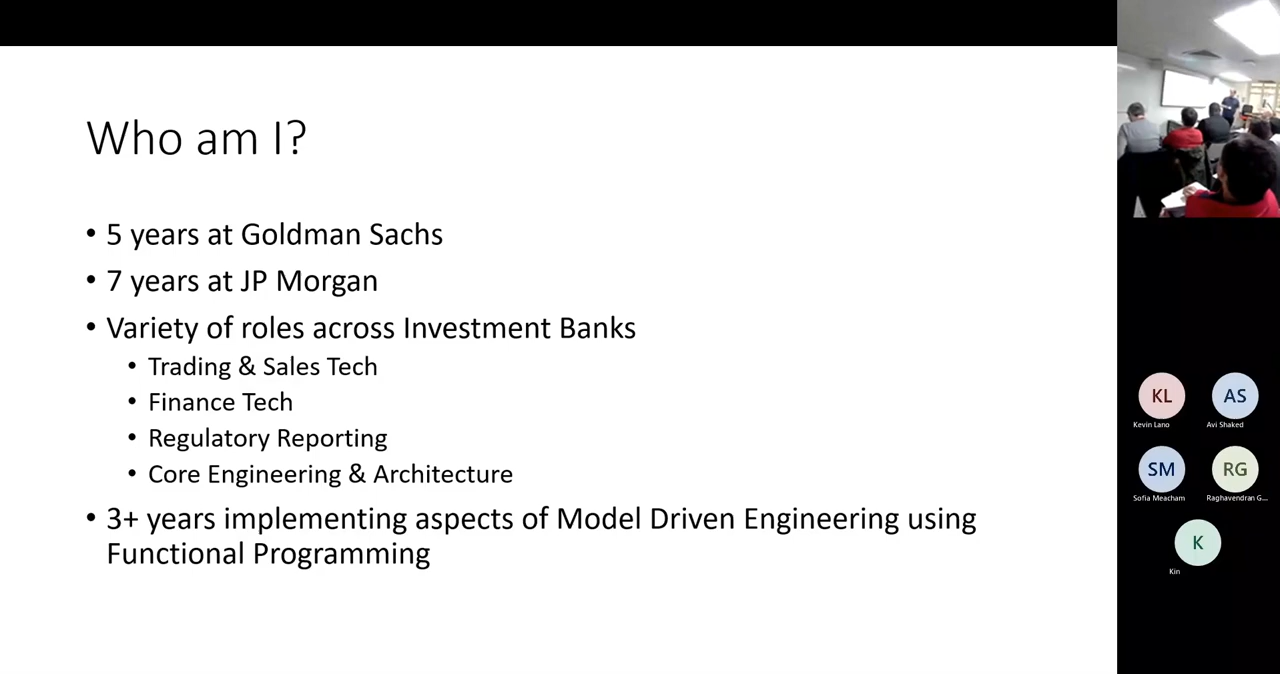 Who am I?
• 5 years at Goldman Sachs
• 7 years at JP Morgan
• Variety of roles across Investment Banks
• Trading & Sales Tech
• Finance Tech
• Regulatory Reporting
• Core Engineering & Architecture
• 3+ years implementing aspects of Model Driven Engineering using
Functional Programming
KL
AS
Kevin Lano
Avi Shaked
SM
RG
Sofia Meacham
Raghavendran G...
K
Kin